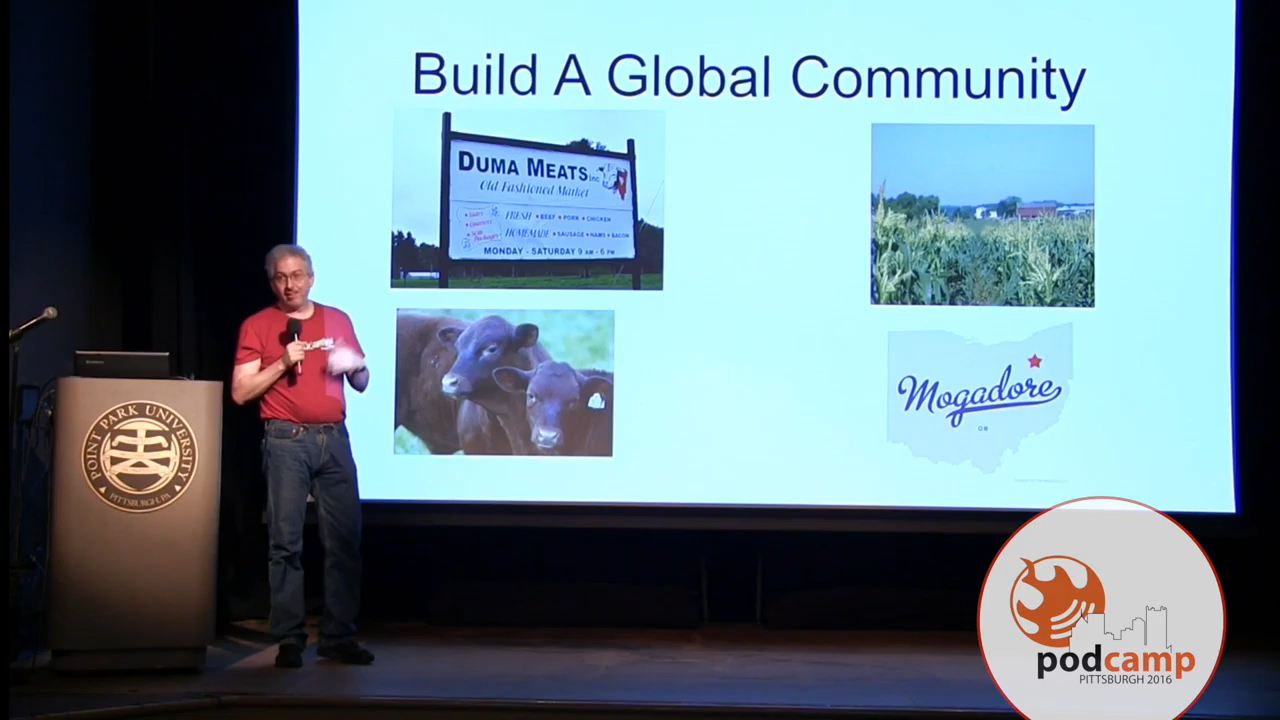 Build A Global Community
DUMA MEATS Inc
Old Fashioned Market
FRESH • BEEF • PORK • CHICKEN
HOMEMADE • SAUSAGE • HAMS • BACON
MONDAY - SATURDAY 9 AM - 6 PM
Mogadore
OH
POINT PARK UNIVERSITY
PITTSBURGH, PA
podcamp
PITTSBURGH 2016